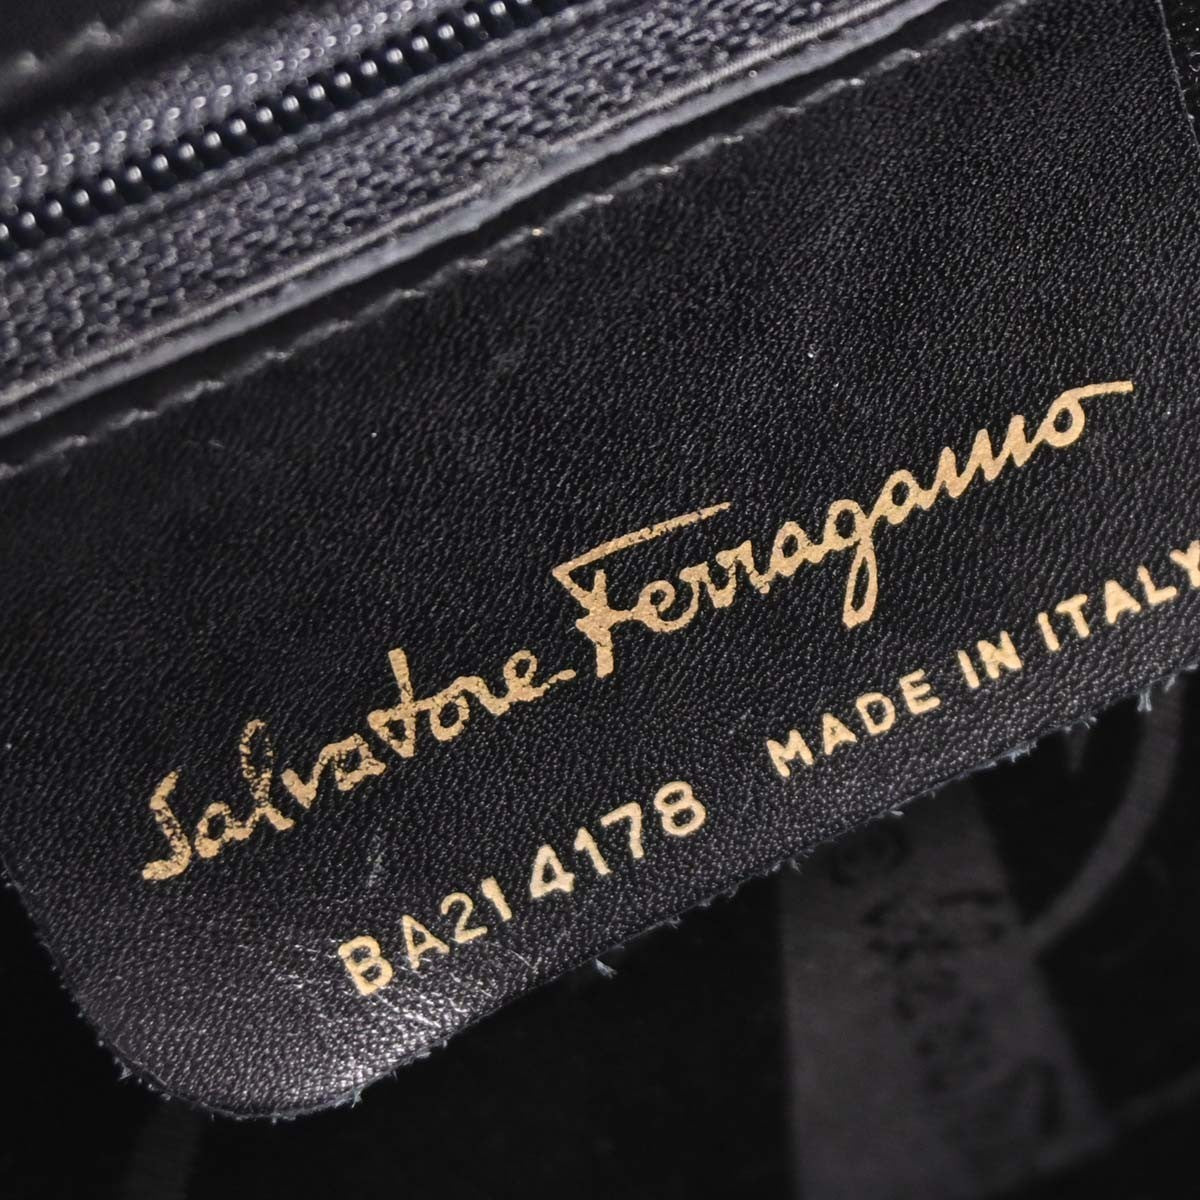 Salvatore Ferragamo
BA21 4178 MADE IN ITALY